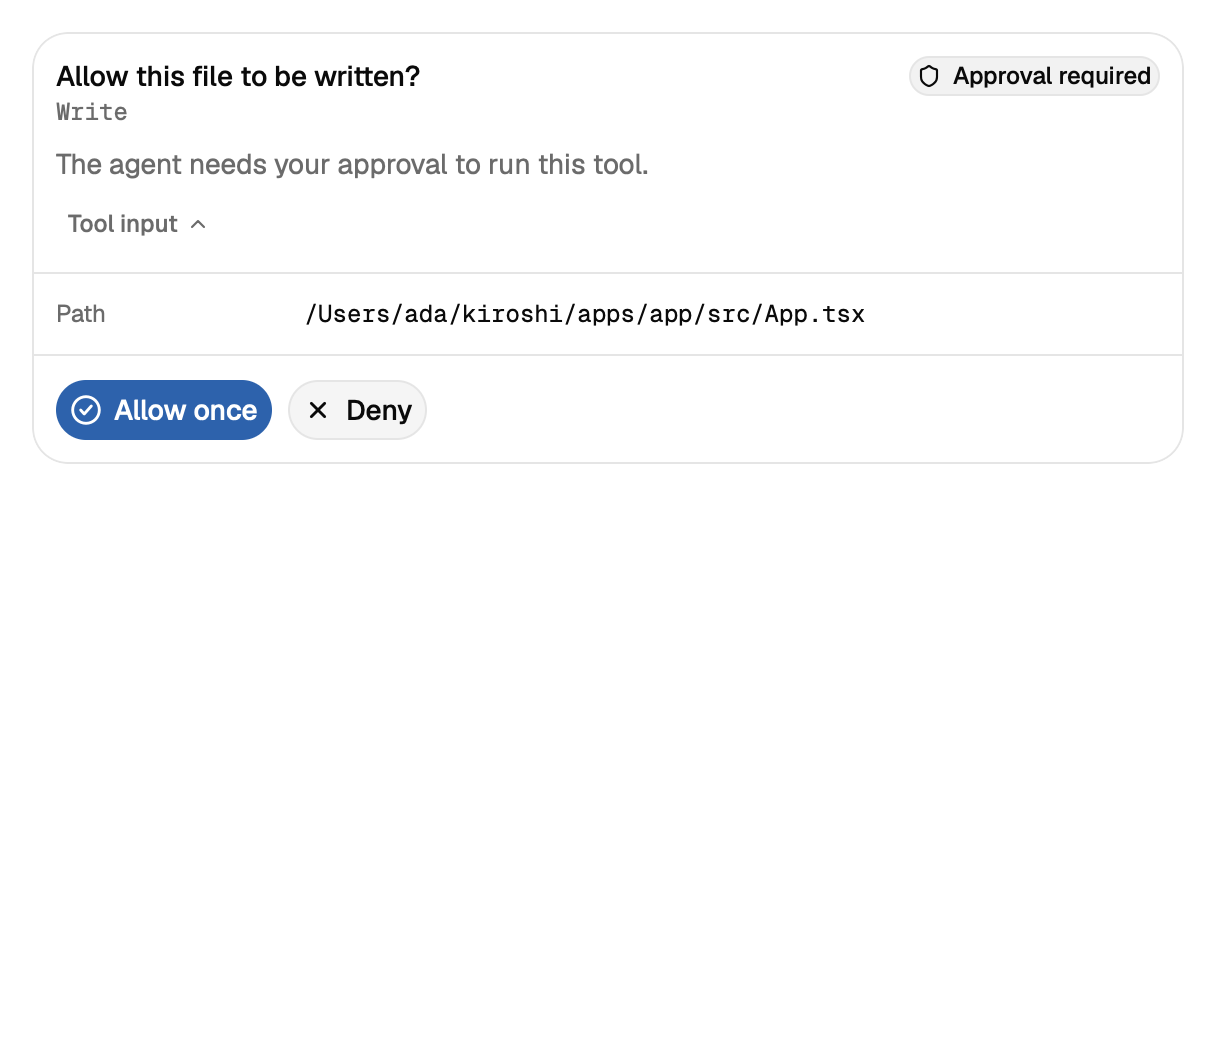 Allow this file to be written?
Approval required
Write
The agent needs your approval to run this tool.
Tool input
Path
/Users/ada/kiroshi/apps/app/src/App.tsx
Allow once
Deny